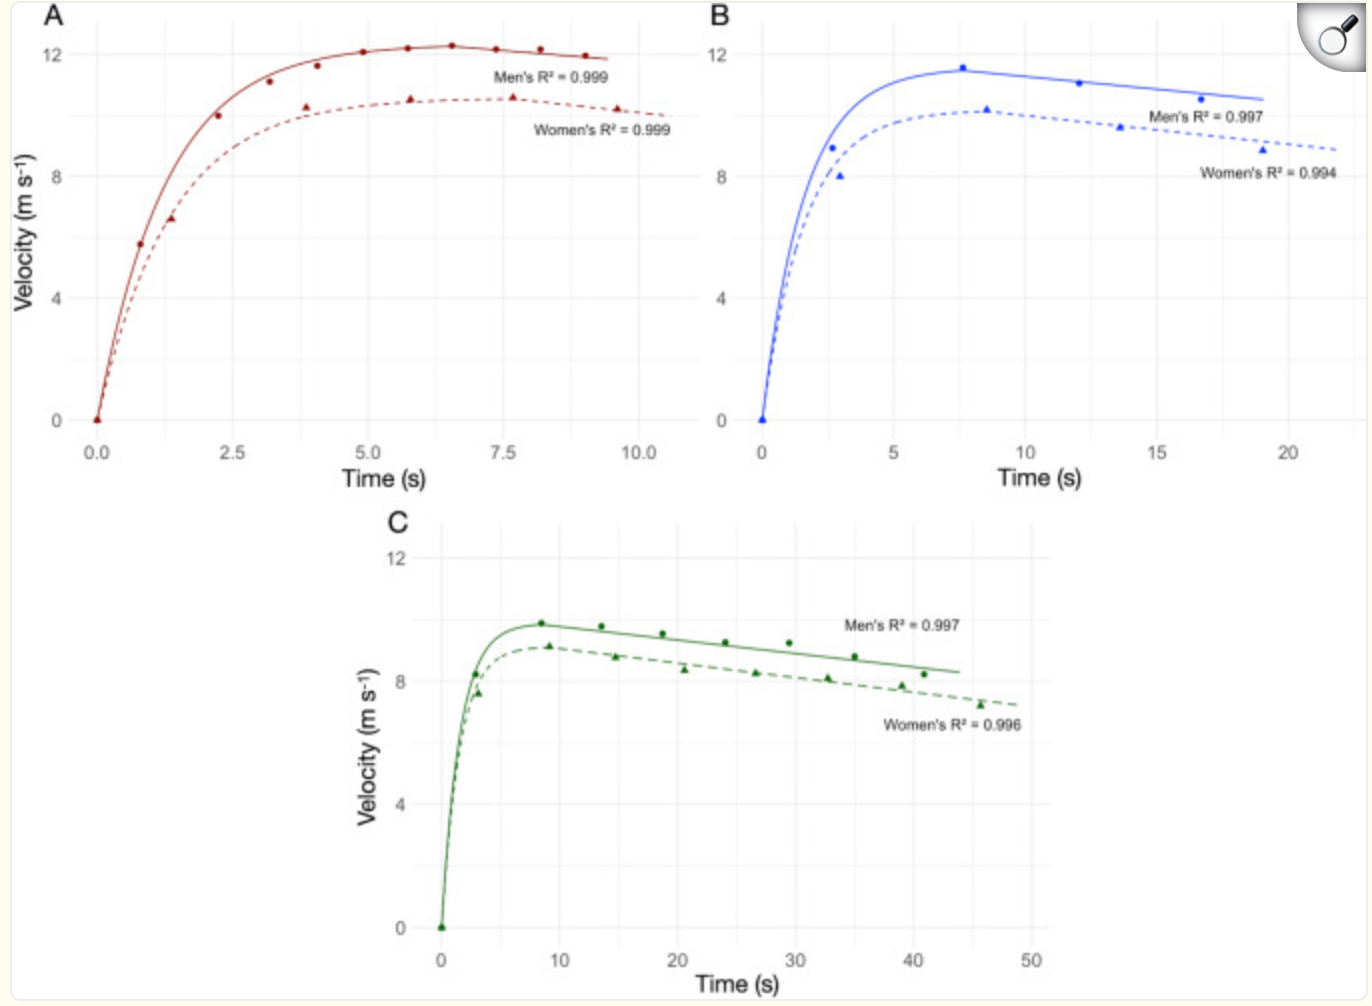 A
12
8
4
0
Velocity (m s⁻¹)
Men's R² = 0.999
Women's R² = 0.999
0.0 2.5 5.0 7.5 10.0
Time (s)
B
12
8
4
0
Men's R² = 0.997
Women's R² = 0.994
0 5 10 15 20
Time (s)
C
12
8
4
0
Velocity (m s⁻¹)
Men's R² = 0.997
Women's R² = 0.996
0 10 20 30 40 50
Time (s)